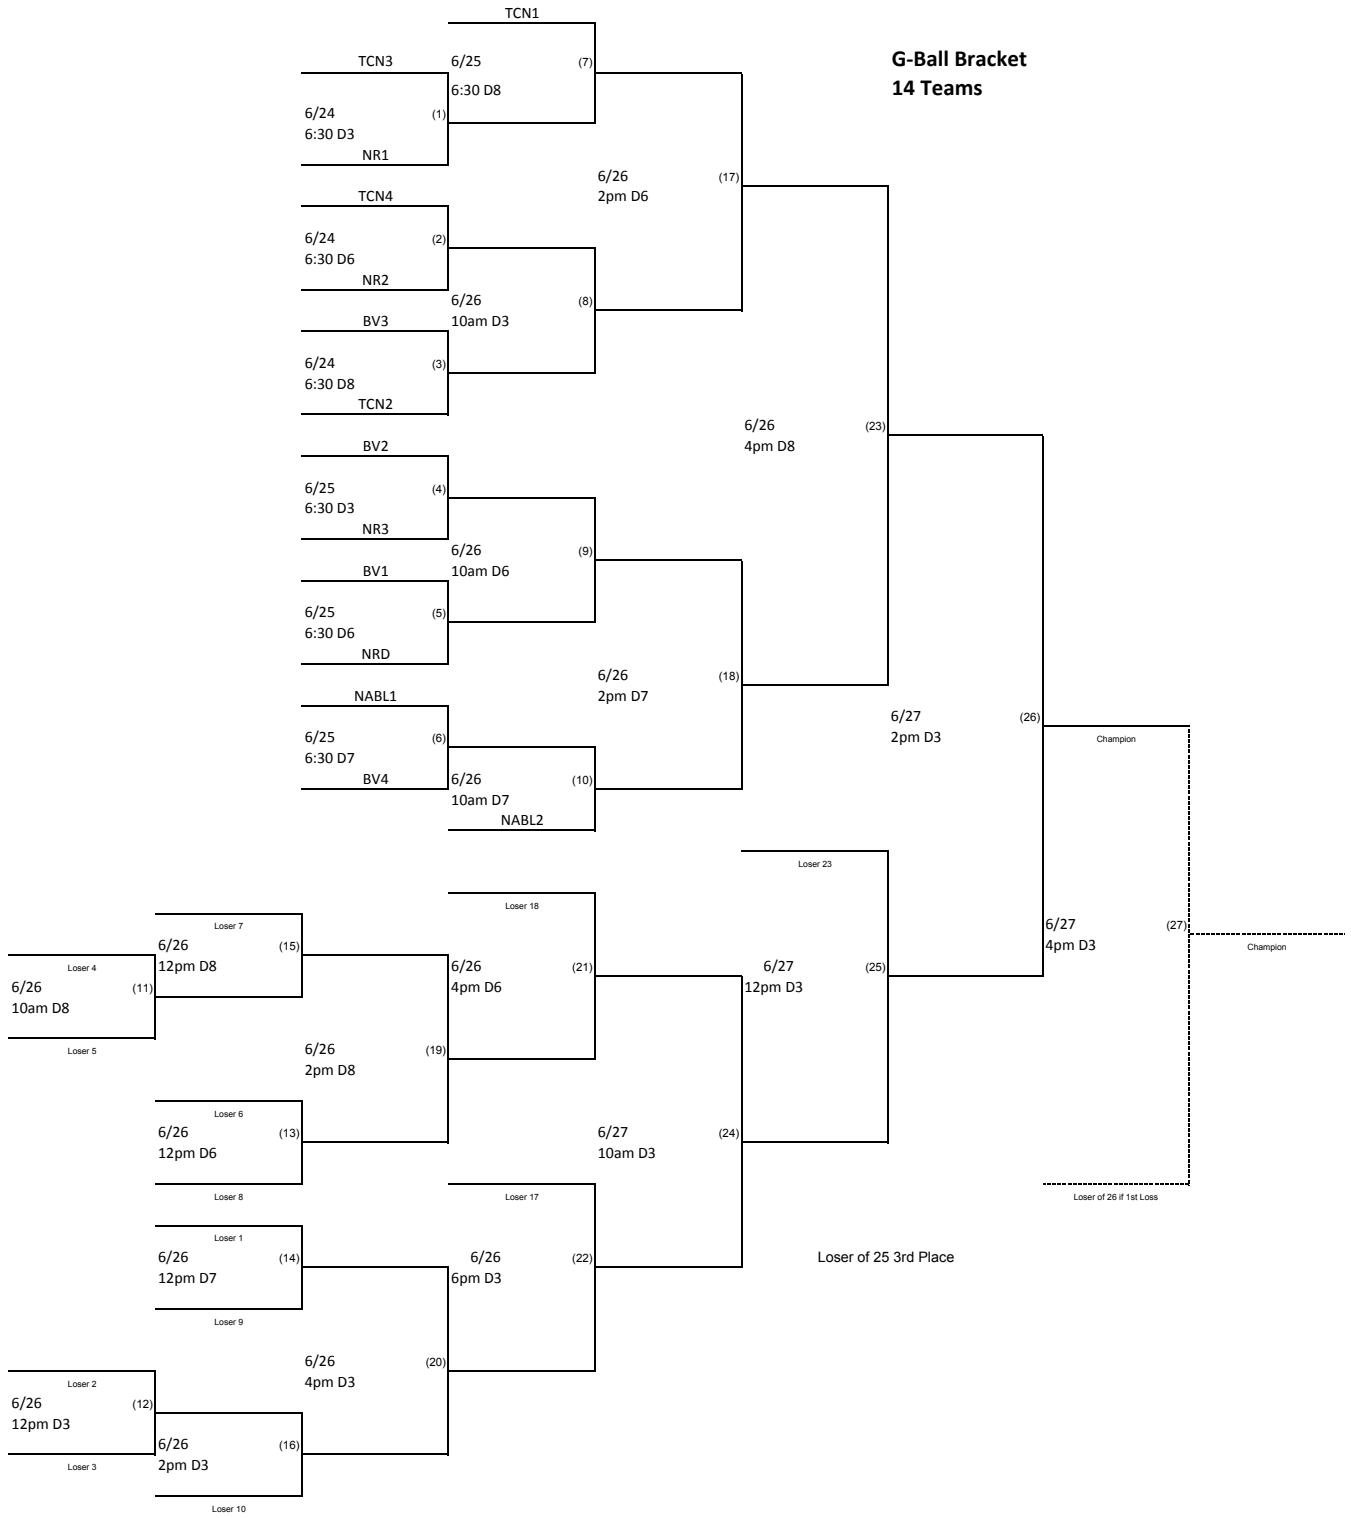 TCN1
G-Ball Bracket
14 Teams
TCN3
6/25
(7)
6:30 D8
6/24
(1)
6:30 D3
NR1
6/26
(17)
2pm D6
TCN4
6/24
(2)
6:30 D6
NR2
6/26
(8)
10am D3
BV3
6/24
(3)
6:30 D8
TCN2
6/26
(23)
4pm D8
BV2
6/25
(4)
6:30 D3
NR3
6/26
(9)
10am D6
BV1
6/25
(5)
6:30 D6
NRD
6/26
(18)
2pm D7
NABL1
6/25
(6)
6:30 D7
BV4
6/26
(10)
10am D7
NABL2
6/27
(26)
2pm D3
Champion
Loser 23
Loser 18
Loser 7
6/26
(15)
12pm D8
Loser 4
6/26
(11)
10am D8
Loser 5
6/26
(21)
4pm D6
6/27
(25)
12pm D3
6/27
(27)
4pm D3
Champion
6/26
(19)
2pm D8
Loser 6
6/26
(13)
12pm D6
Loser 8
6/27
(24)
10am D3
Loser 17
Loser of 26 if 1st Loss
Loser 1
6/26
(14)
12pm D7
Loser 9
6/26
(22)
6pm D3
Loser of 25 3rd Place
6/26
(20)
4pm D3
Loser 2
6/26
(12)
12pm D3
Loser 3
6/26
(16)
2pm D3
Loser 10